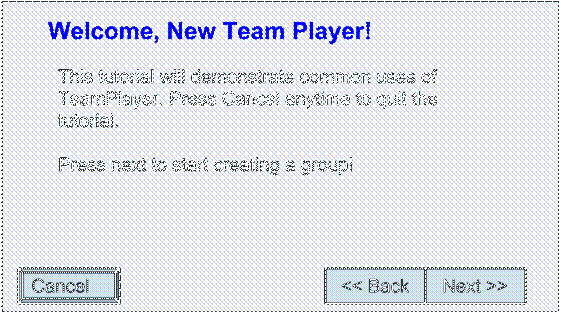 Welcome, New Team Player!
This tutorial will demonstrate common uses of
TeamPlayer. Press Cancel anytime to quit the
tutorial.
Press next to start creating a group!
Cancel
<< Back
Next >>